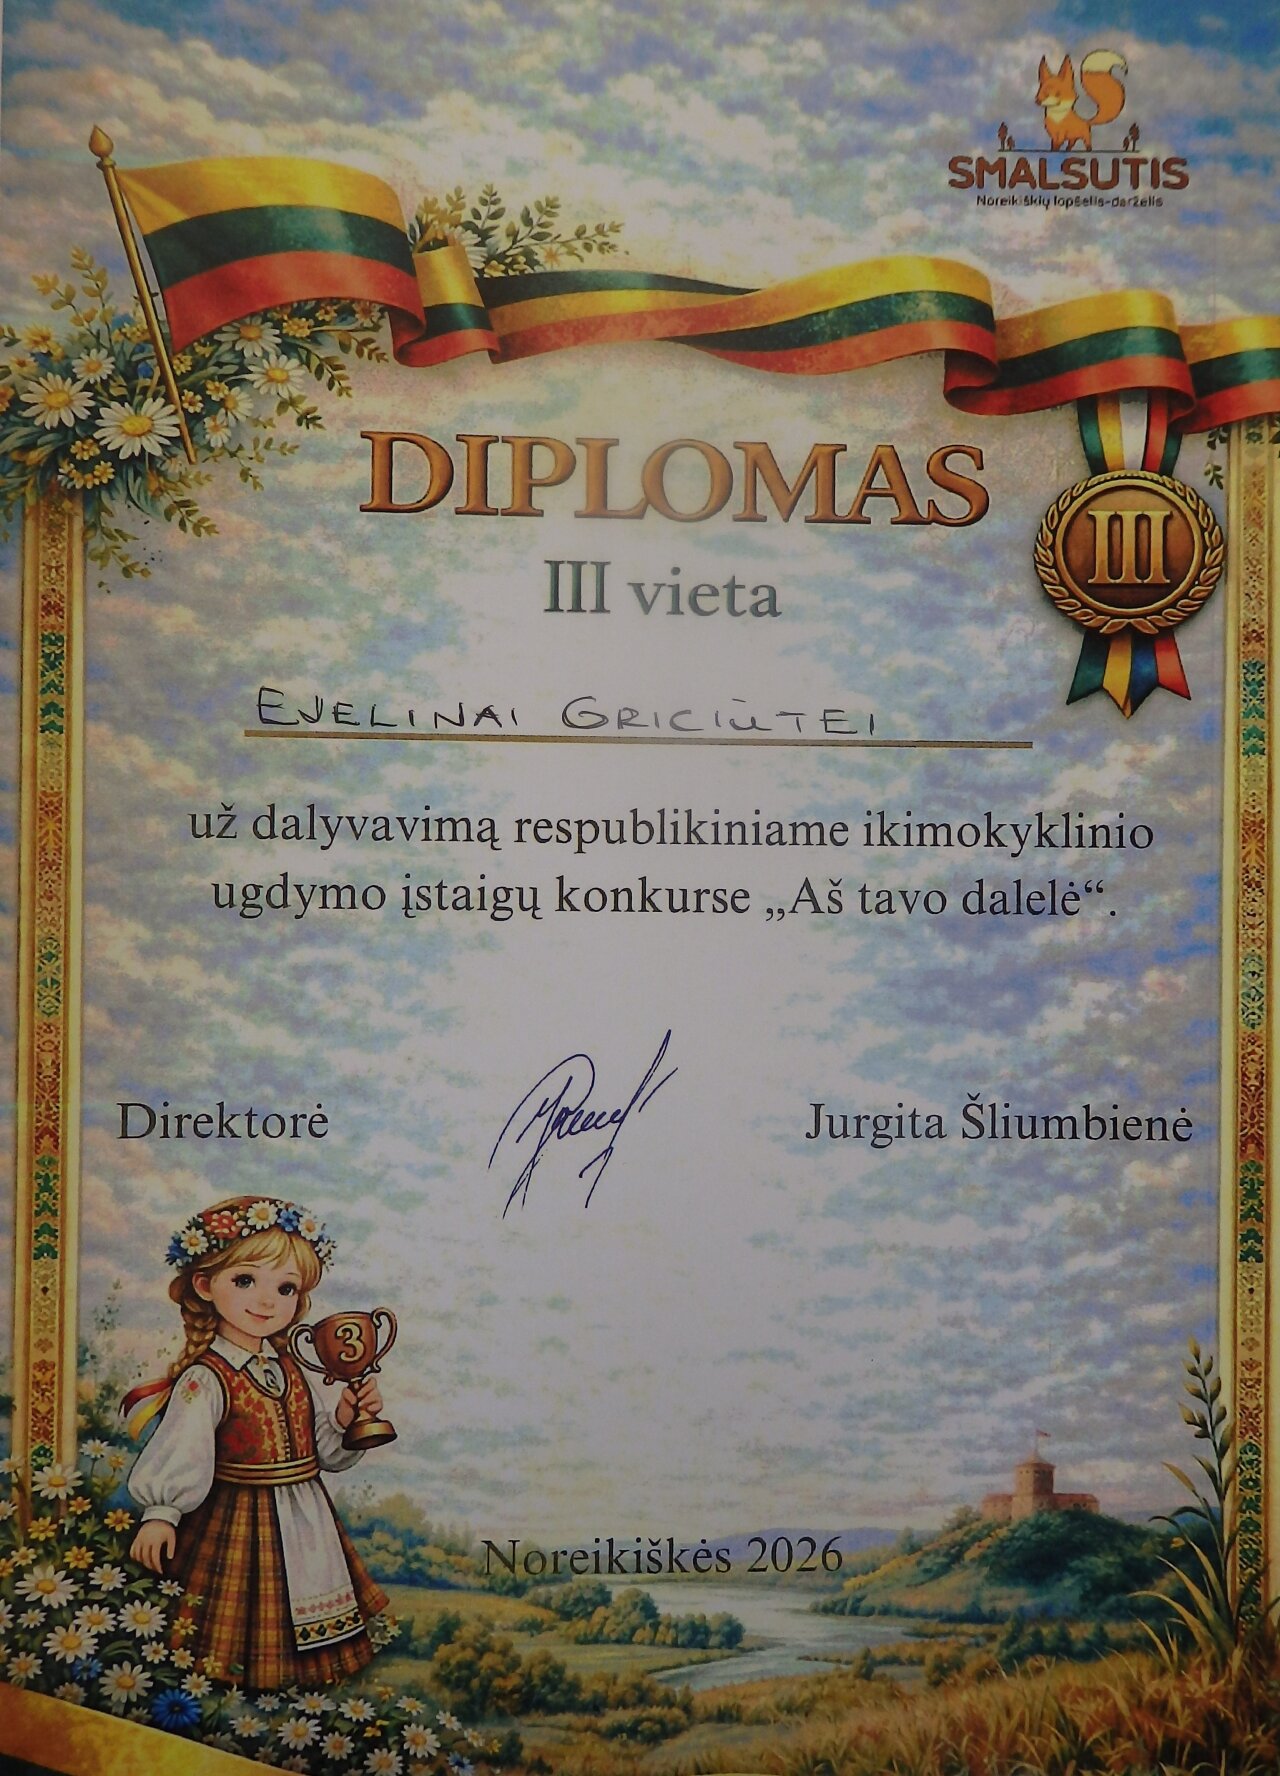 SMALSUTIS
Noreikiškių lopšelis-darželis
DIPLOMAS
III
III vieta
EVELINAI GRICIŪTEI
už dalyvavimą respublikiniame ikimokyklinio
ugdymo įstaigų konkurse „Aš tavo dalelė“.
Direktorė
Jurgita Šliumbienė
3
Noreikiškės 2026